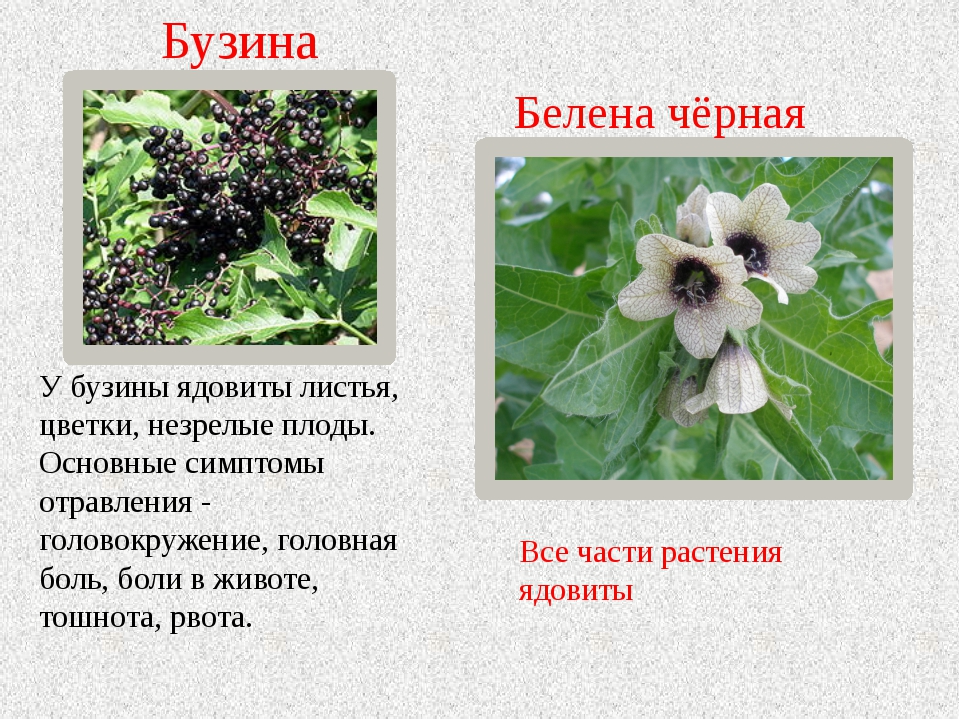 Бузина
У бузины ядовиты листья,
цветки, незрелые плоды.
Основные симптомы
отравления -
головокружение, головная
боль, боли в животе,
тошнота, рвота.
Белена чёрная
Все части растения
ядовиты